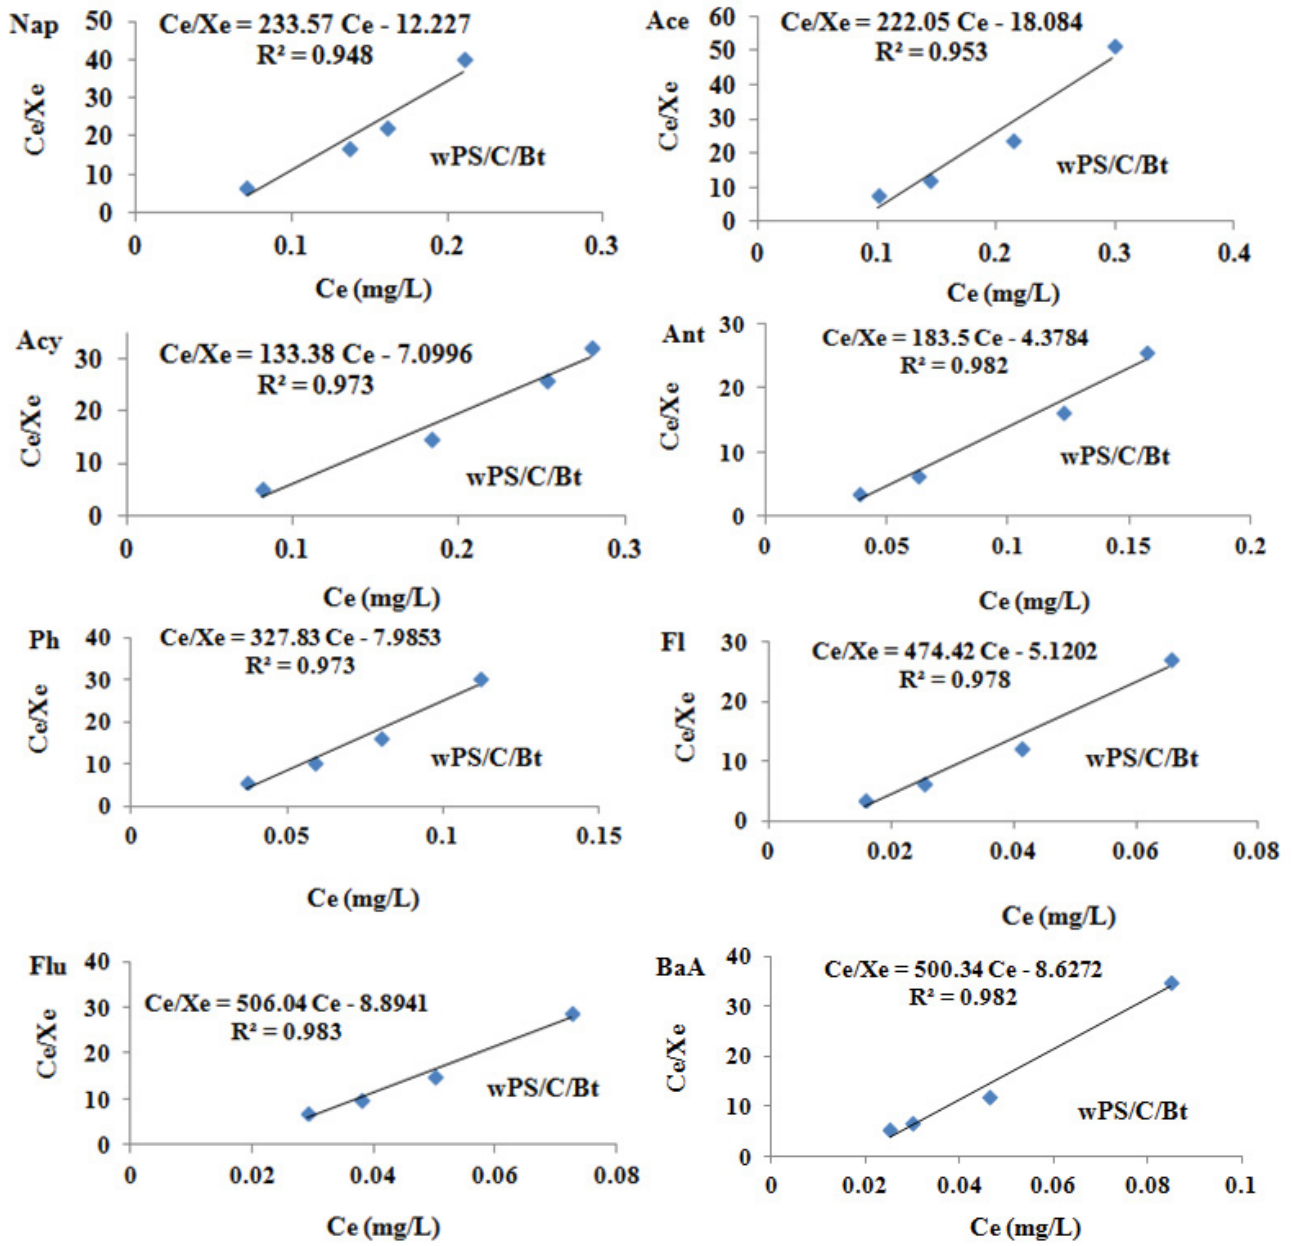 Nap
Ce/Xe = 233.57 Ce - 12.227
R² = 0.948
50
40
30
20
10
0
Ce/Xe
wPS/C/Bt
0 0.1 0.2 0.3
Ce (mg/L)
Ace
Ce/Xe = 222.05 Ce - 18.084
R² = 0.953
60
50
40
30
20
10
0
Ce/Xe
wPS/C/Bt
0 0.1 0.2 0.3 0.4
Ce (mg/L)
Acy
Ce/Xe = 133.38 Ce - 7.0996
R² = 0.973
30
20
10
0
Ce/Xe
wPS/C/Bt
0 0.1 0.2 0.3
Ce (mg/L)
Ant
Ce/Xe = 183.5 Ce - 4.3784
R² = 0.982
30
20
10
0
Ce/Xe
wPS/C/Bt
0 0.05 0.1 0.15 0.2
Ce (mg/L)
Ph
Ce/Xe = 327.83 Ce - 7.9853
R² = 0.973
40
30
20
10
0
Ce/Xe
wPS/C/Bt
0 0.05 0.1 0.15
Ce (mg/L)
Fl
Ce/Xe = 474.42 Ce - 5.1202
R² = 0.978
30
20
10
0
Ce/Xe
wPS/C/Bt
0 0.02 0.04 0.06 0.08
Ce (mg/L)
Flu
Ce/Xe = 506.04 Ce - 8.8941
R² = 0.983
40
30
20
10
0
Ce/Xe
wPS/C/Bt
0 0.02 0.04 0.06 0.08
Ce (mg/L)
BaA
Ce/Xe = 500.34 Ce - 8.6272
R² = 0.982
40
30
20
10
0
Ce/Xe
wPS/C/Bt
0 0.02 0.04 0.06 0.08 0.1
Ce (mg/L)